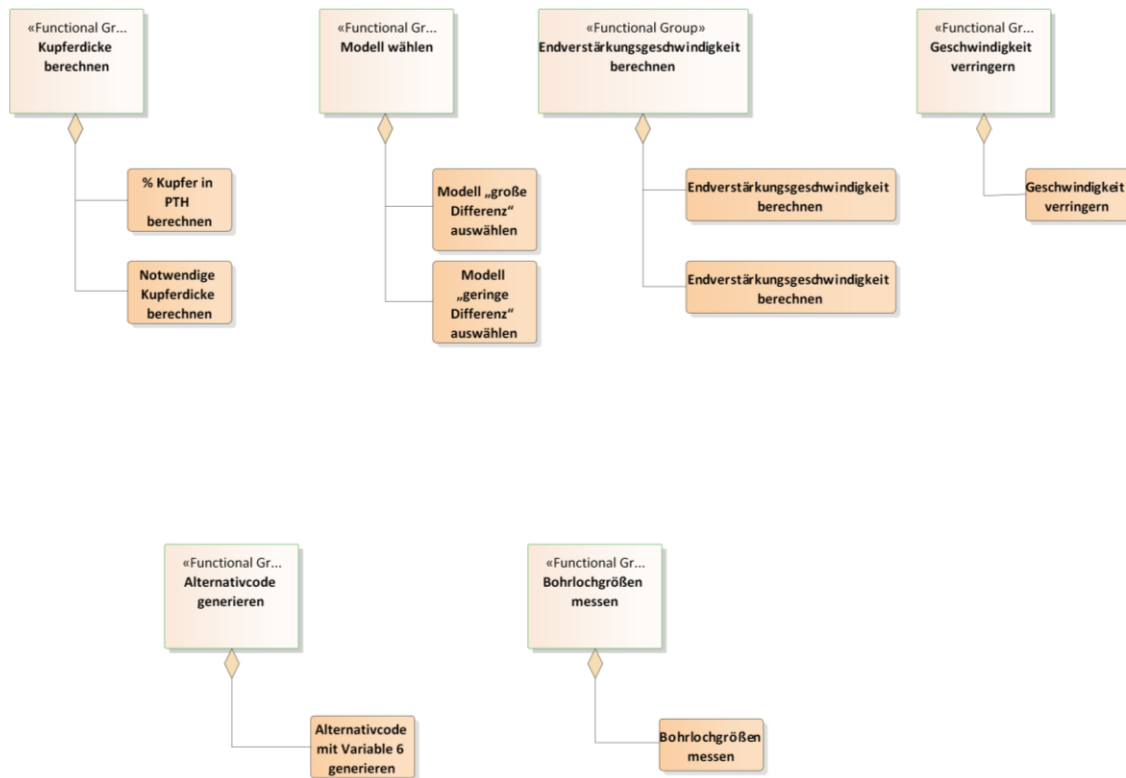 «Functional Gr...
Kupferdicke
berechnen
«Functional Gr...
Modell wählen
«Functional Group»
Endverstärkungsgeschwindigkeit
berechnen
«Functional Gr...
Geschwindigkeit
verringern
% Kupfer in
PTH
berechnen
Notwendige
Kupferdicke
berechnen
Modell „große
Differenz“
auswählen
Modell
„geringe
Differenz“
auswählen
Endverstärkungsgeschwindigkeit
berechnen
Endverstärkungsgeschwindigkeit
berechnen
Geschwindigkeit
verringern
«Functional Gr...
Alternativcode
generieren
«Functional Gr...
Bohrlochgrößen
messen
Alternativcode
mit Variable 6
generieren
Bohrlochgrößen
messen